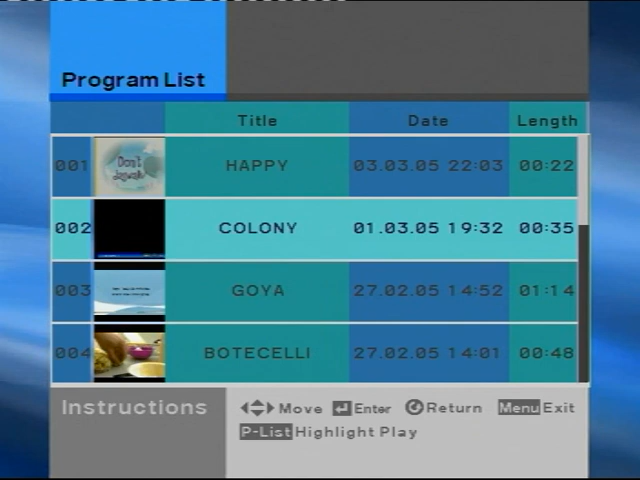 Program List
Title Date Length
001 HAPPY 03.03.05 22:03 00:22
Don't
002 COLONY 01.03.05 19:32 00:35
003 GOYA 27.02.05 14:52 01:14
004 BOTECELLI 27.02.05 14:01 00:48
Instructions Move Enter Return Menu Exit
P-List Highlight Play